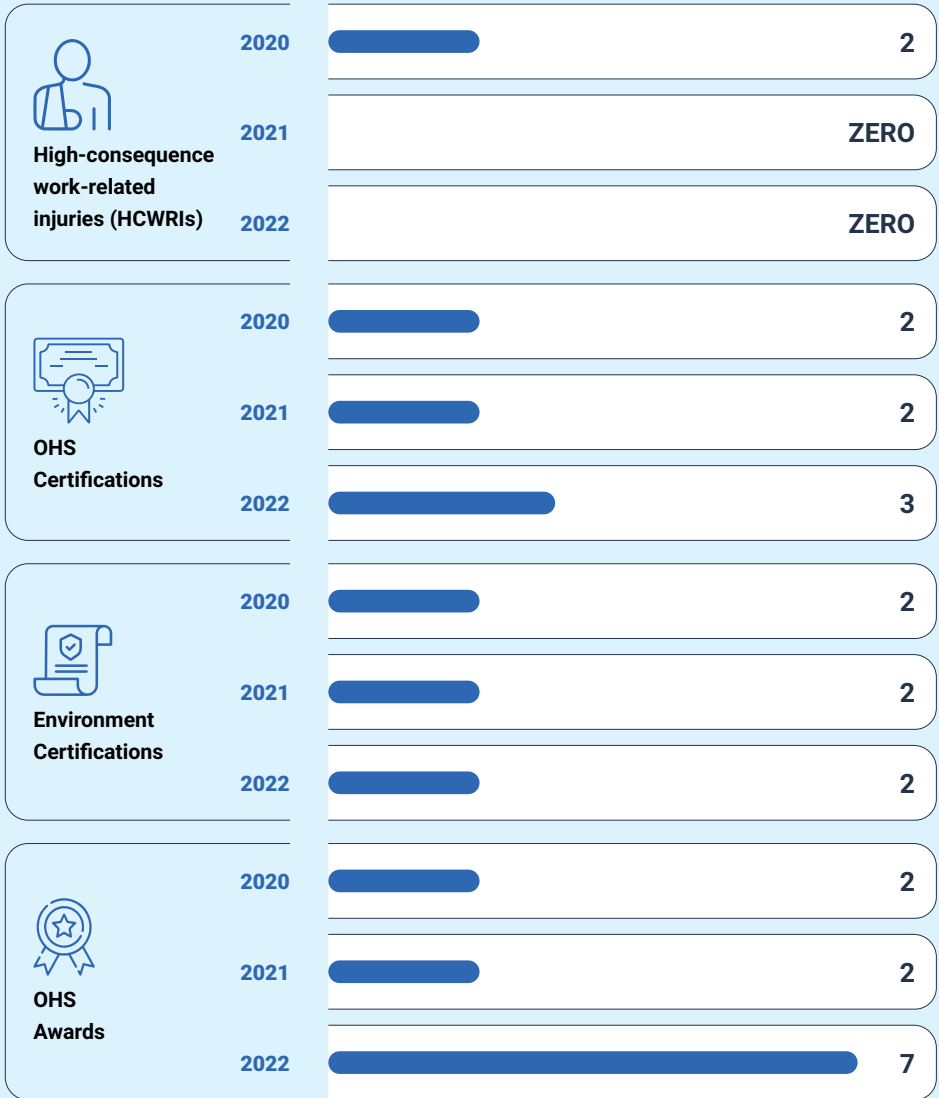 2020
2
High-consequence
work-related
injuries (HCWRIs)
2021
ZERO
2022
ZERO
OHS
Certifications
2020
2
2021
2
2022
3
Environment
Certifications
2020
2
2021
2
2022
2
OHS
Awards
2020
2
2021
2
2022
7